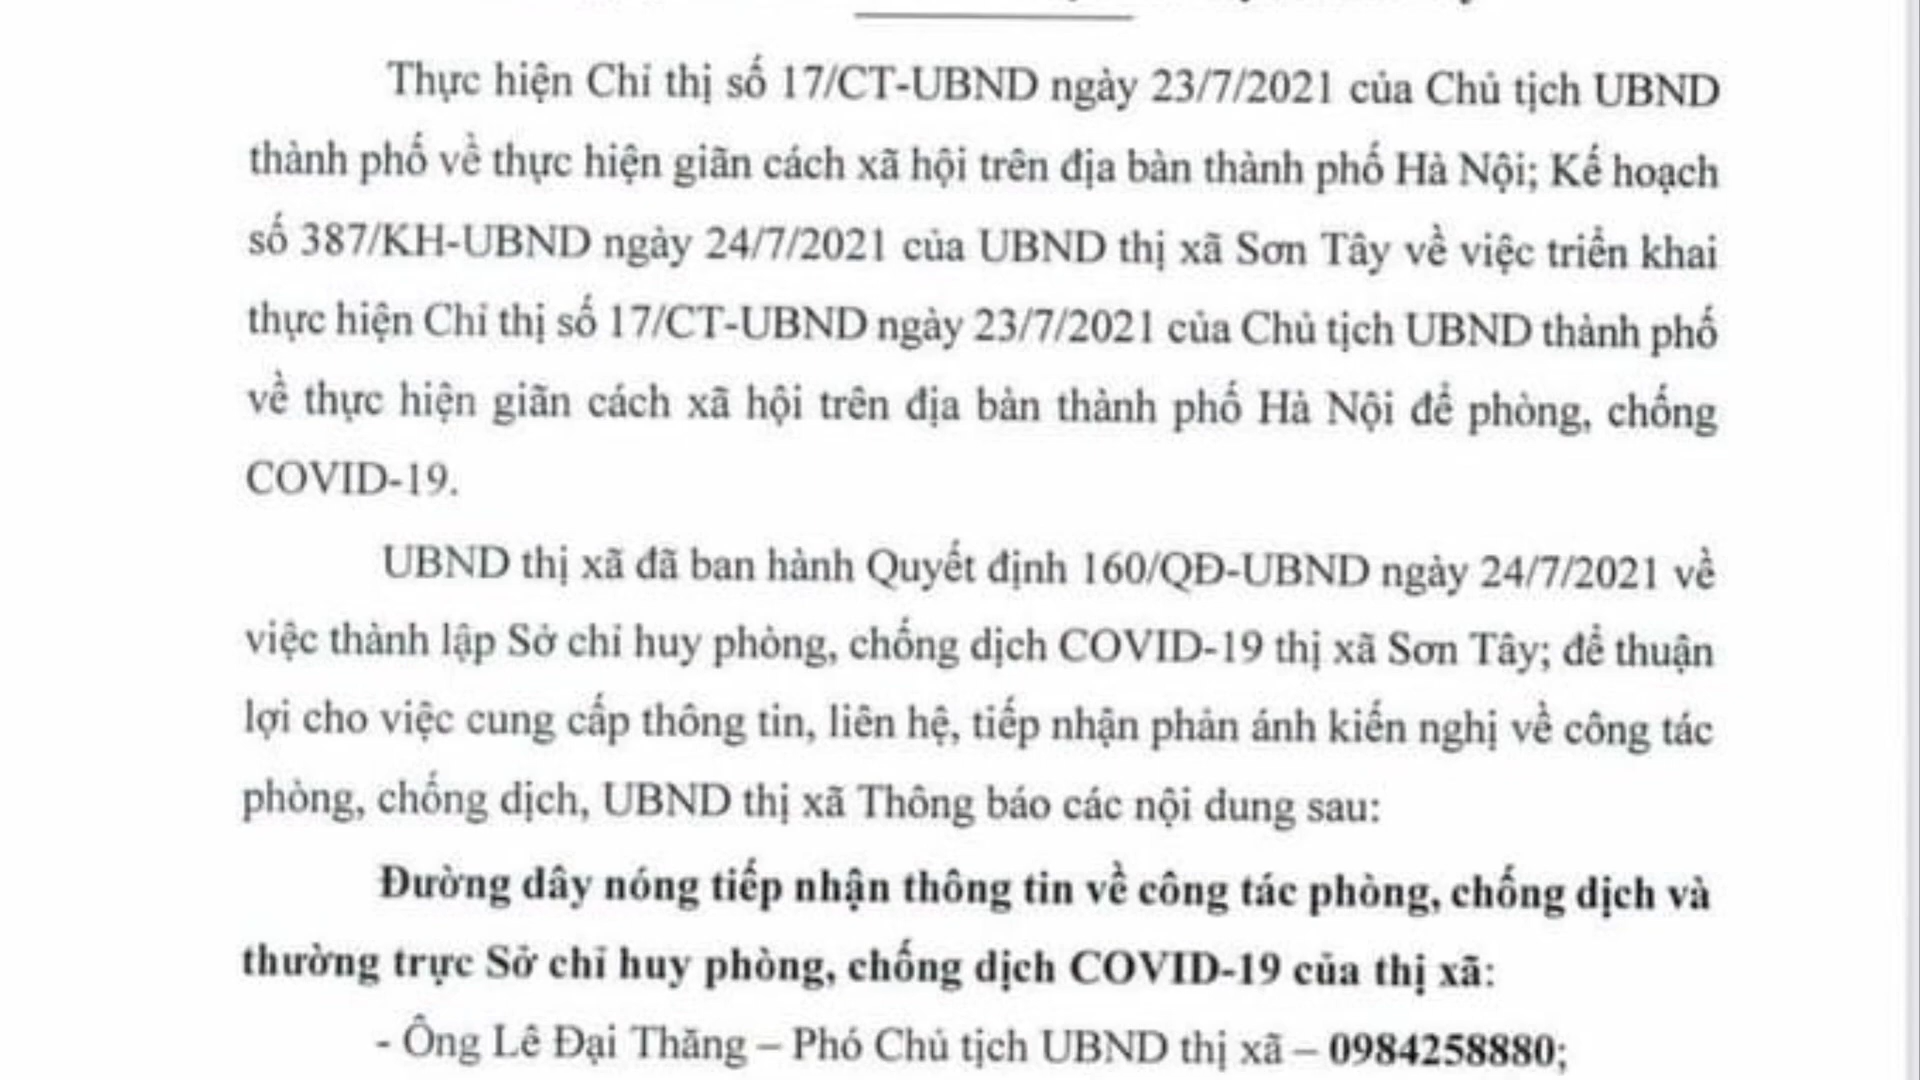 Thực hiện Chỉ thị số 17/CT-UBND ngày 23/7/2021 của Chủ tịch UBND
thành phố về thực hiện giãn cách xã hội trên địa bàn thành phố Hà Nội; Kế hoạch
số 387/KH-UBND ngày 24/7/2021 của UBND thị xã Sơn Tây về việc triển khai
thực hiện Chỉ thị số 17/CT-UBND ngày 23/7/2021 của Chủ tịch UBND thành phố
về thực hiện giãn cách xã hội trên địa bàn thành phố Hà Nội để phòng, chống
COVID-19.
UBND thị xã đã ban hành Quyết định 160/QĐ-UBND ngày 24/7/2021 về
việc thành lập Sở chỉ huy phòng, chống dịch COVID-19 thị xã Sơn Tây; để thuận
lợi cho việc cung cấp thông tin, liên hệ, tiếp nhận phản ánh kiến nghị về công tác
phòng, chống dịch, UBND thị xã Thông báo các nội dung sau:
Đường dây nóng tiếp nhận thông tin về công tác phòng, chống dịch và
thường trực Sở chỉ huy phòng, chống dịch COVID-19 của thị xã:
- Ông Lê Đại Thăng – Phó Chủ tịch UBND thị xã – 0984258880;